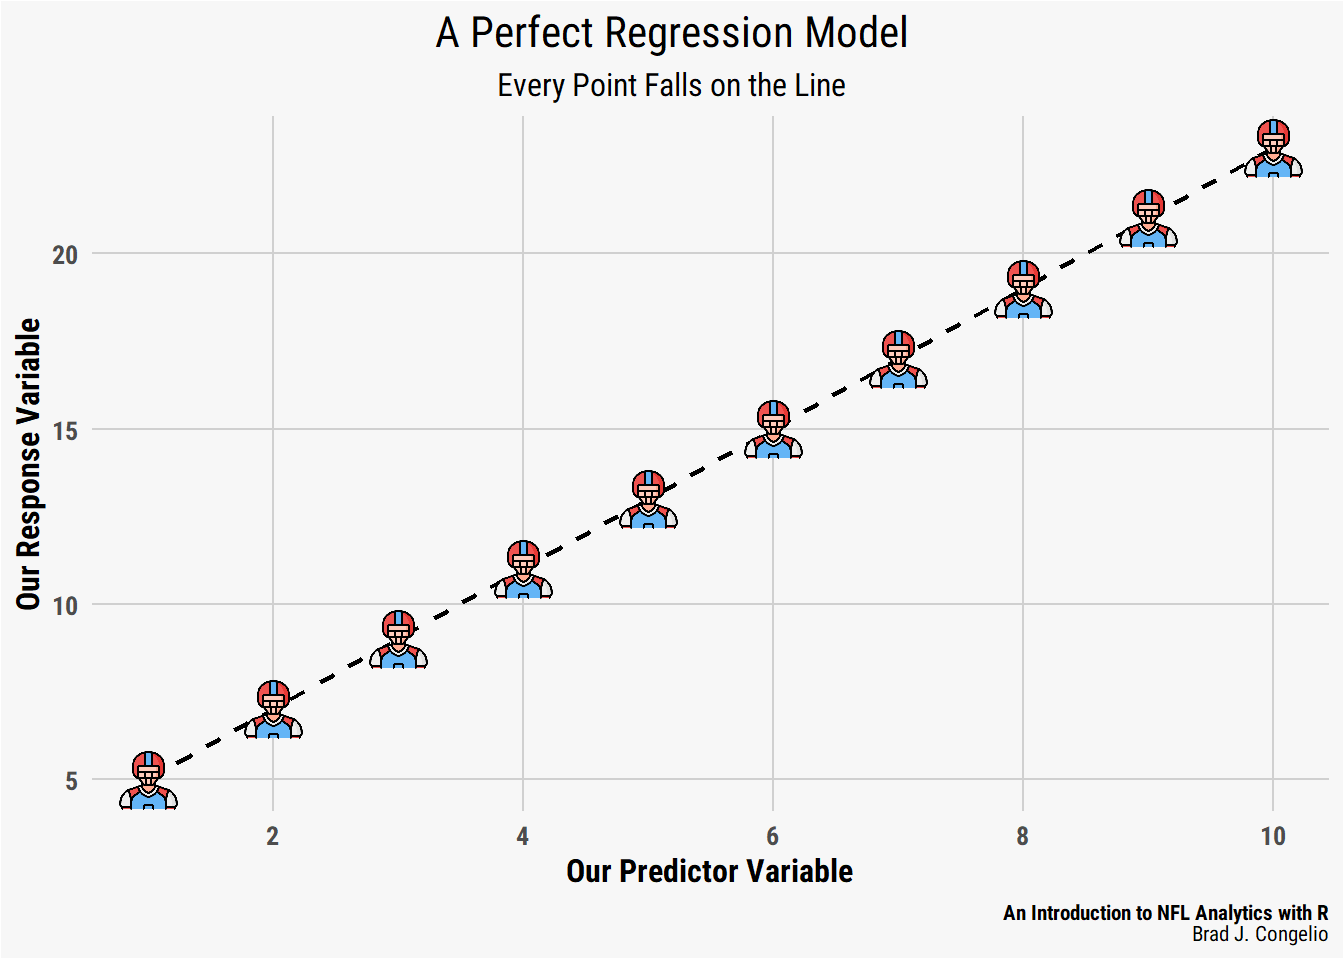 A Perfect Regression Model
Every Point Falls on the Line
Our Response Variable
20
15
10
5
2
4
6
8
10
Our Predictor Variable
An Introduction to NFL Analytics with R
Brad J. Congelio